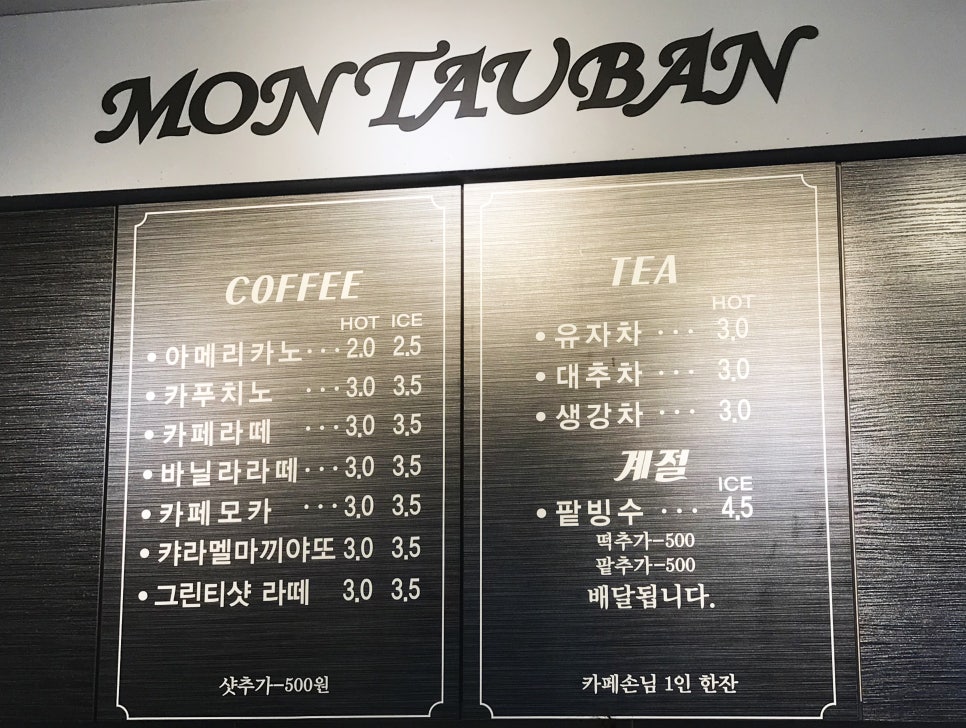 MONTAUBAN
COFFEE
HOT ICE
• 아메리카노 ··· 2.0 2.5
• 카푸치노 ··· 3.0 3.5
• 카페라떼 ··· 3.0 3.5
• 바닐라라떼 ··· 3.0 3.5
• 카페모카 ··· 3.0 3.5
• 캬라멜마끼야또 3.0 3.5
• 그린티샷 라떼 3.0 3.5
샷추가-500원
TEA
HOT
• 유자차 ··· 3.0
• 대추차 ··· 3.0
• 생강차 ··· 3.0
계절
ICE
• 팥빙수 ··· 4.5
떡추가-500
팥추가-500
배달됩니다.
카페손님 1인 한잔